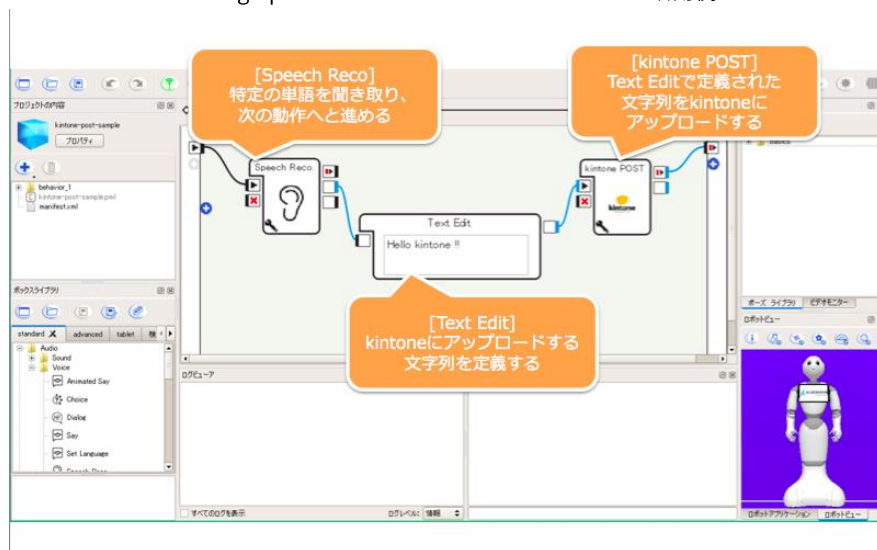 [Speech Reco]
特定の単語を聞き取り、
次の動作へと進める
[kintone POST]
Text Editで定義された
文字列をkintoneに
アップロードする
プロジェクトの内容
kintone-post-sample
プロパティ
behavior_1
kintone-post-sample.pml
manifest.xml
Speech Reco
Text Edit
Hello kintone !!
kintone POST
kintone
[Text Edit]
kintoneにアップロードする
文字列を定義する
ボックスライブラリ
standard
advanced
tablet
Audio
Sound
Voice
Animated Say
Choice
Dialog
Say
Set Language
ログビューア
すべてのログを表示
ログレベル: 情報
ポーズ ライブラリ
ビデオモニター
ロボットビュー
ロボットアプリケーション
ロボットビュー